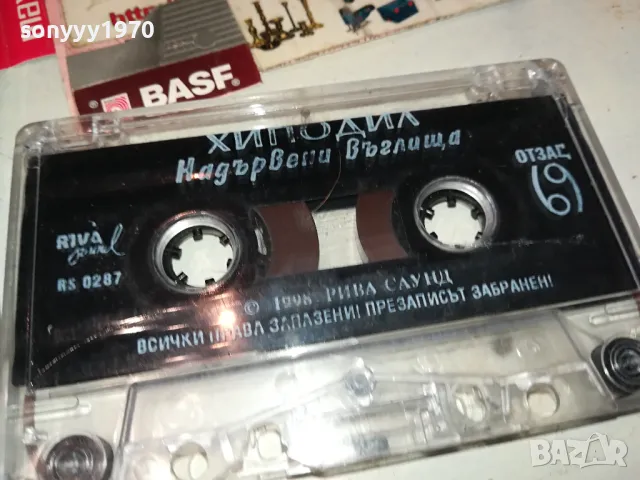 sonyyy1970
BASF
ХИПОДИЛ
Надървени въглища
ОТЗАД
69
RIVA
sound
RS 0287
© 1998 РИВА САУНД
ВСИЧКИ ПРАВА ЗАПАЗЕНИ! ПРЕЗАПИСЪТ ЗАБРАНЕН!
BAZAR